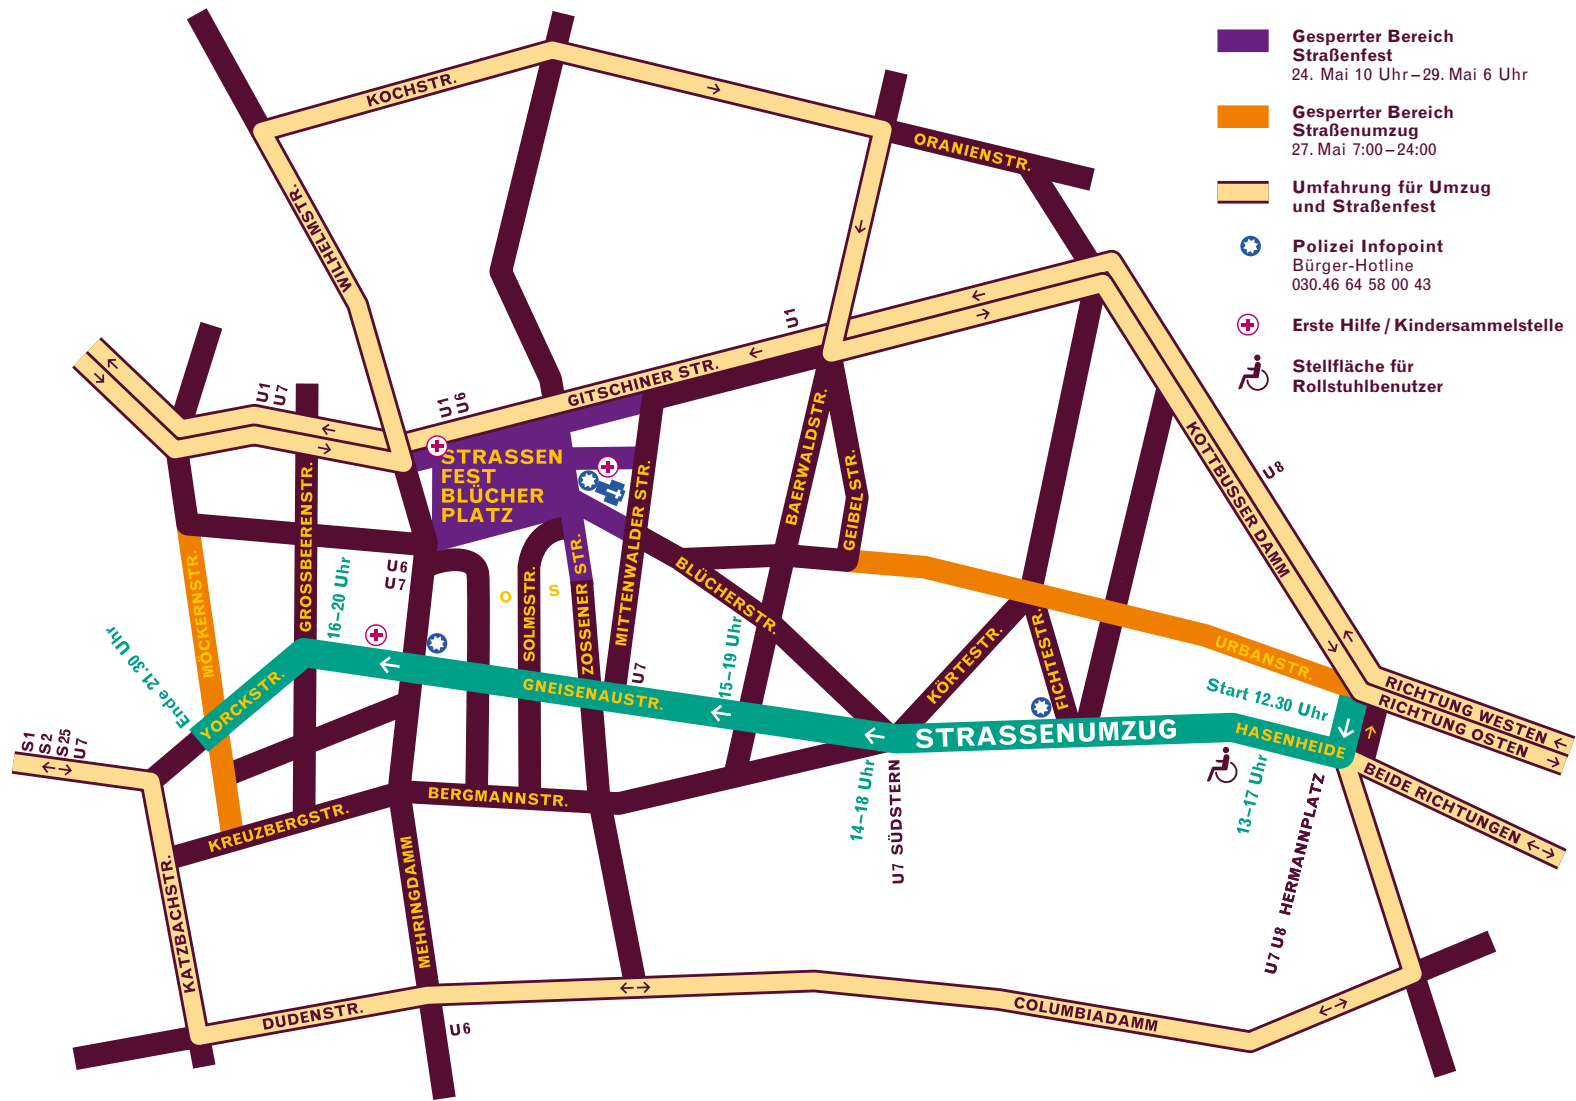 Gesperrter Bereich
Straßenfest
24. Mai 10 Uhr – 29. Mai 6 Uhr
Gesperrter Bereich
Straßenumzug
27. Mai 7:00 – 24:00
Umfahrung für Umzug
und Straßenfest
Polizei Infopoint
Bürger-Hotline
030.46 64 58 00 43
Erste Hilfe / Kindersammelstelle
Stellfläche für
Rollstuhlbenutzer
KOCHSTR.
ORANIENSTR.
WILHELMSTR.
U1
GITSCHINER STR.
U1
U7
U1
U6
STRASSEN
FEST
BLÜCHER
PLATZ
BAERWALDSTR.
GEIBELSTR.
KOTTBUSSER DAMM
U8
MITTENWALDER STR.
GROSSBEERENSTR.
MÖCKERNSTR.
16–20 Uhr
U6
U7
O
S
SOLMSSTR.
ZOSSENER STR.
BLÜCHERSTR.
U7
15–19 Uhr
KÖRTESTR.
FICHTESTR.
URBANSTR.
Ende 21.30 Uhr
YORCKSTR.
GNEISENAUSTR.
STRASSENUMZUG
Start 12.30 Uhr
HASENHEIDE
RICHTUNG WESTEN
RICHTUNG OSTEN
BEIDE RICHTUNGEN
S1
S2
S25
U7
14–18 Uhr
U7 SÜDSTERN
13–17 Uhr
U7 U8 HERMANNPLATZ
BERGMANNSTR.
KREUZBERGSTR.
KATZBACHSTR.
MEHRINGDAMM
DUDENSTR.
U6
COLUMBIADAMM